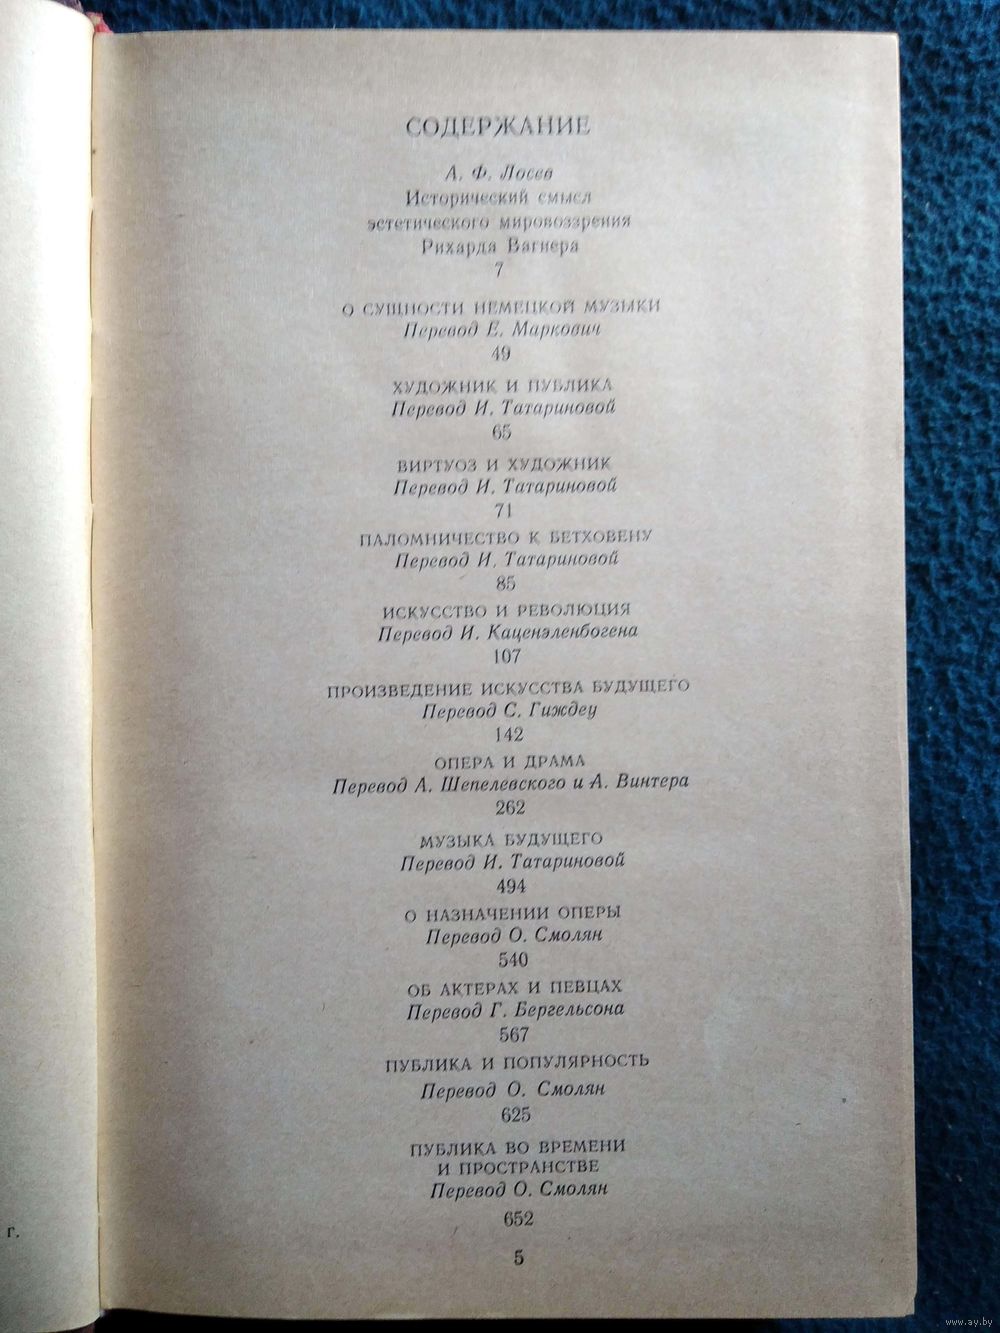 СОДЕРЖАНИЕ
А. Ф. Лосев
Исторический смысл
эстетического мировоззрения
Рихарда Вагнера
7
О СУЩНОСТИ НЕМЕЦКОЙ МУЗЫКИ
Перевод Е. Маркович
49
ХУДОЖНИК И ПУБЛИКА
Перевод И. Татариновой
65
ВИРТУОЗ И ХУДОЖНИК
Перевод И. Татариновой
71
ПАЛОМНИЧЕСТВО К БЕТХОВЕНУ
Перевод И. Татариновой
85
ИСКУССТВО И РЕВОЛЮЦИЯ
Перевод И. Каценэленбогена
107
ПРОИЗВЕДЕНИЕ ИСКУССТВА БУДУЩЕГО
Перевод С. Гиждеу
142
ОПЕРА И ДРАМА
Перевод А. Шепелевского и А. Винтера
262
МУЗЫКА БУДУЩЕГО
Перевод И. Татариновой
494
О НАЗНАЧЕНИИ ОПЕРЫ
Перевод О. Смолян
540
ОБ АКТЕРАХ И ПЕВЦАХ
Перевод Г. Бергельсона
567
ПУБЛИКА И ПОПУЛЯРНОСТЬ
Перевод О. Смолян
625
ПУБЛИКА ВО ВРЕМЕНИ
И ПРОСТРАНСТВЕ
Перевод О. Смолян
652
5
г.
www.ay.by